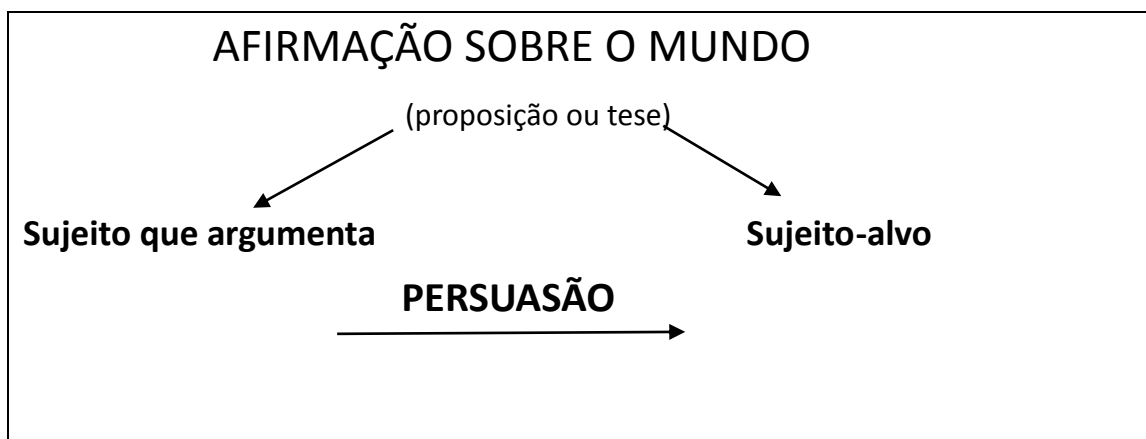 AFIRMAÇÃO SOBRE O MUNDO
(proposição ou tese)
Sujeito que argumenta Sujeito-alvo
PERSUASÃO